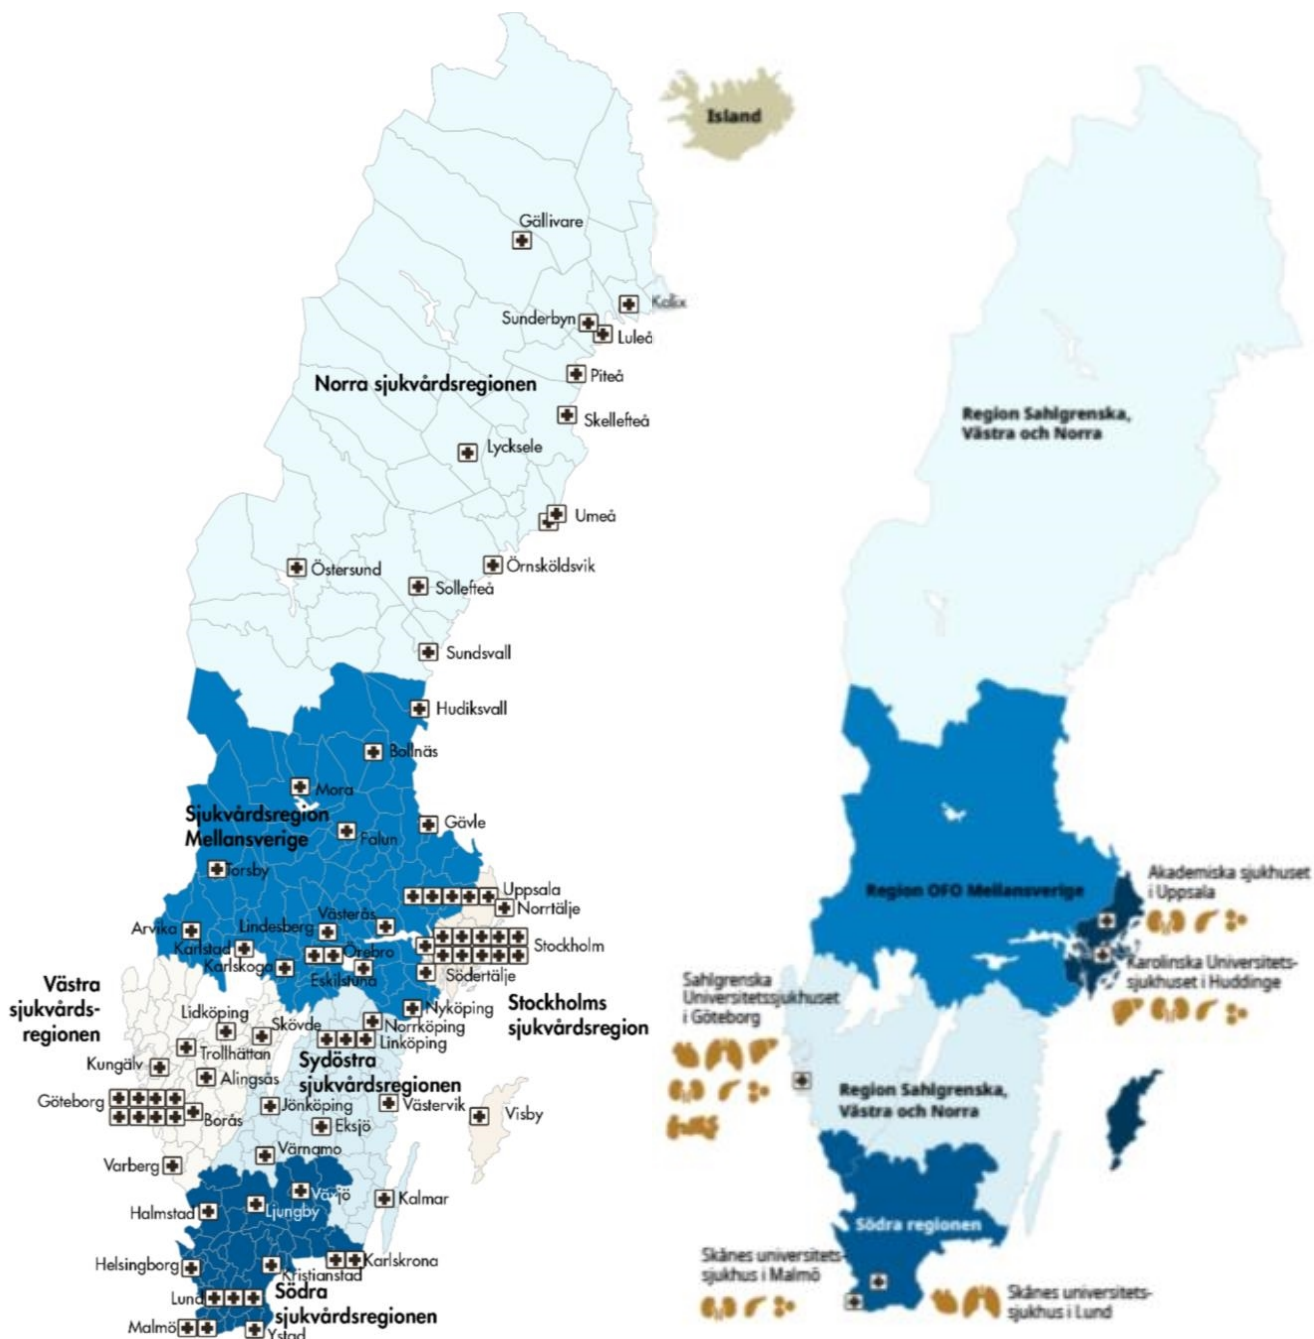 Island
Gällivare
Kalix
Sunderbyn
Luleå
Piteå
Norra sjukvårdsregionen
Skellefteå
Lycksele
Umeå
Örnsköldsvik
Östersund
Sollefteå
Sundsvall
Hudiksvall
Bollnäs
Mora
Sjukvårdsregion
Mellansverige
Gävle
Falun
Torsby
Uppsala
Norrtälje
Västerås
Lindesberg
Arvika
Karlstad
Örebro
Stockholm
Karlskoga
Eskilstuna
Södertälje
Västra
sjukvårds-
regionen
Nyköping
Stockholms
sjukvårdsregion
Lidköping
Skövde
Norrköping
Linköping
Trollhättan
Sydöstra
sjukvårdsregionen
Kungälv
Alingsås
Göteborg
Borås
Jönköping
Västervik
Visby
Eksjö
Värnamo
Varberg
Växjö
Kalmar
Halmstad
Ljungby
Helsingborg
Karlskrona
Kristianstad
Lund
Södra
sjukvårdsregionen
Malmö
Ystad
Region Sahlgrenska,
Västra och Norra
Region OFO Mellansverige
Akademiska sjukhuset
i Uppsala
Karolinska Universitets-
sjukhuset i Huddinge
Sahlgrenska
Universitetssjukhuset
i Göteborg
Region Sahlgrenska,
Västra och Norra
Södra regionen
Skånes universitets-
sjukhus i Malmö
Skånes universitets-
sjukhus i Lund